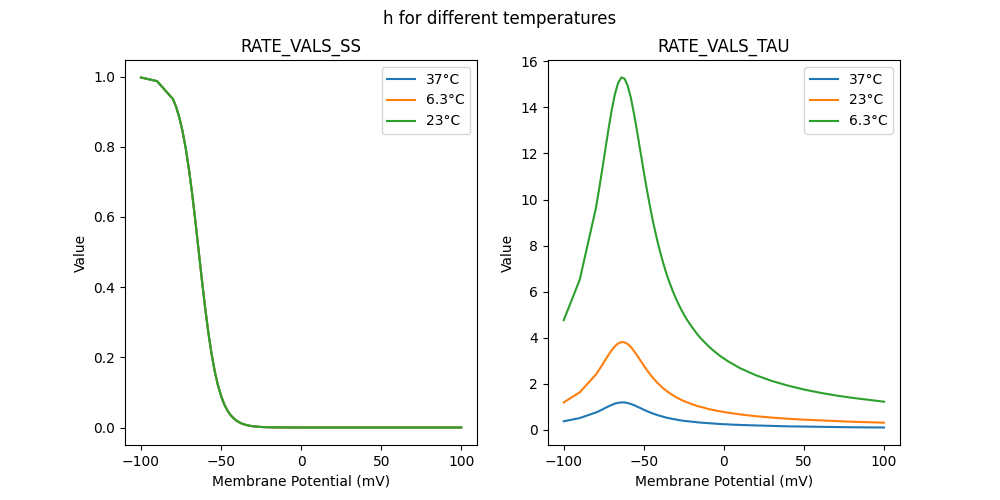 h for different temperatures
RATE_VALS_SS
1.0
0.8
0.6
0.4
0.2
0.0
Value
−100
−50
0
50
100
Membrane Potential (mV)
37°C
6.3°C
23°C
RATE_VALS_TAU
16
14
12
10
8
6
4
2
0
Value
−100
−50
0
50
100
Membrane Potential (mV)
37°C
23°C
6.3°C